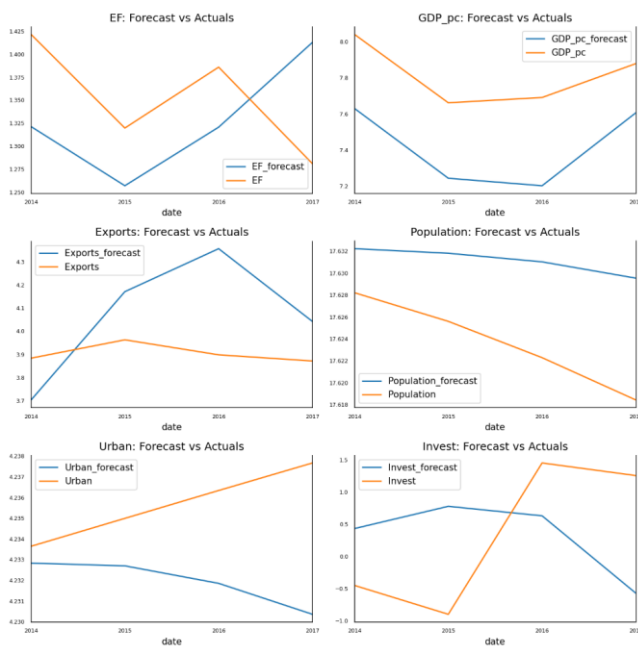 EF: Forecast vs Actuals
1.425
1.400
1.375
1.350
1.325
1.300
1.275
1.250
EF_forecast
EF
2014 2015 2016 2017
date
GDP_pc: Forecast vs Actuals
8.0
7.6
7.4
7.2
GDP_pc_forecast
GDP_pc
2014 2015 2016 201
date
Exports: Forecast vs Actuals
4.3
4.2
4.1
4.0
3.9
3.8
3.7
Exports_forecast
Exports
2014 2015 2016 2017
date
Population: Forecast vs Actuals
17.632
17.630
17.628
17.626
17.624
17.622
17.620
17.618
Population_forecast
Population
2014 2015 2016 201
date
Urban: Forecast vs Actuals
4.238
4.237
4.236
4.235
4.234
4.233
4.232
4.231
4.230
Urban_forecast
Urban
2014 2015 2016 2017
date
Invest: Forecast vs Actuals
1.5
1.0
0.5
0.0
−0.5
−1.0
Invest_forecast
Invest
2014 2015 2016 201
date